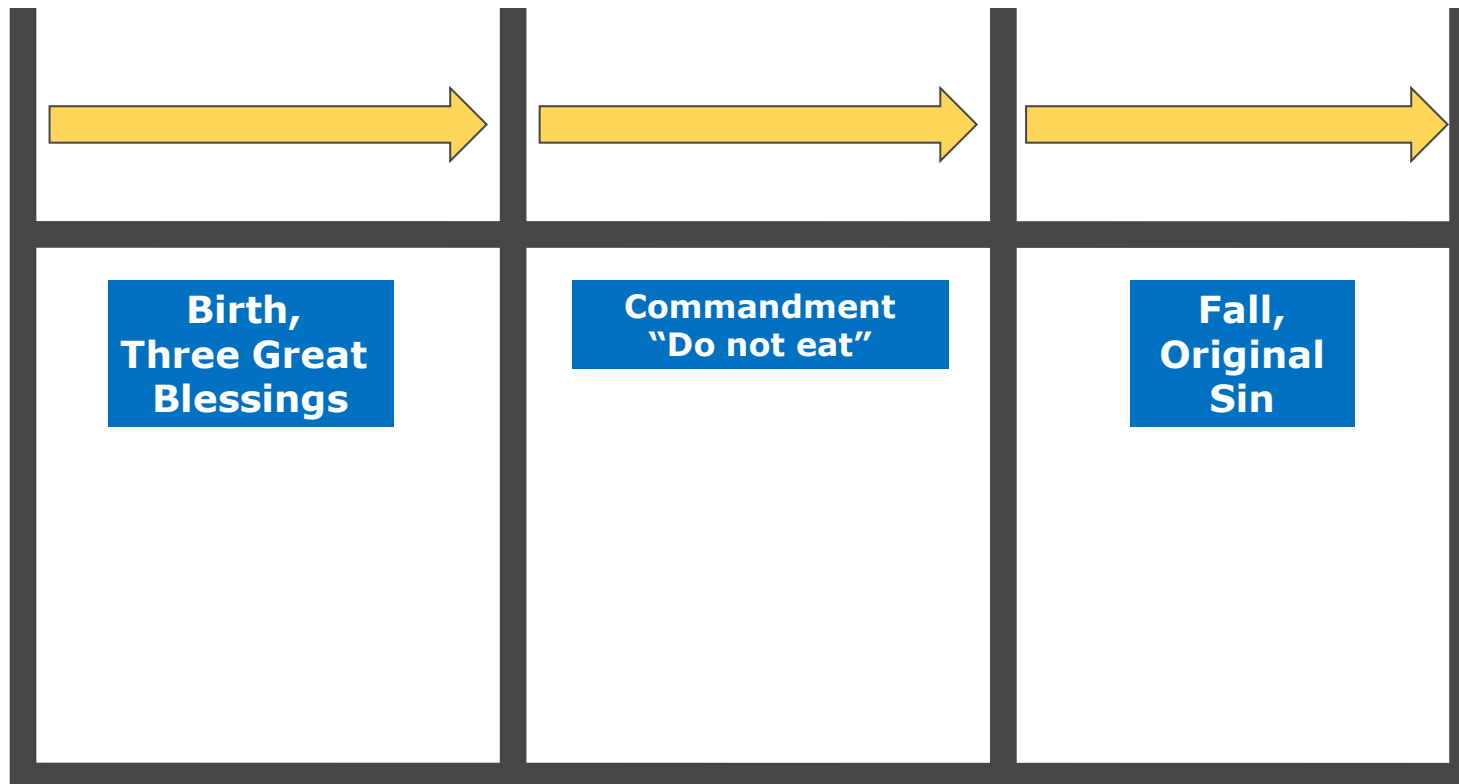 Birth,
Three Great
Blessings
Commandment
“Do not eat”
Fall,
Original
Sin